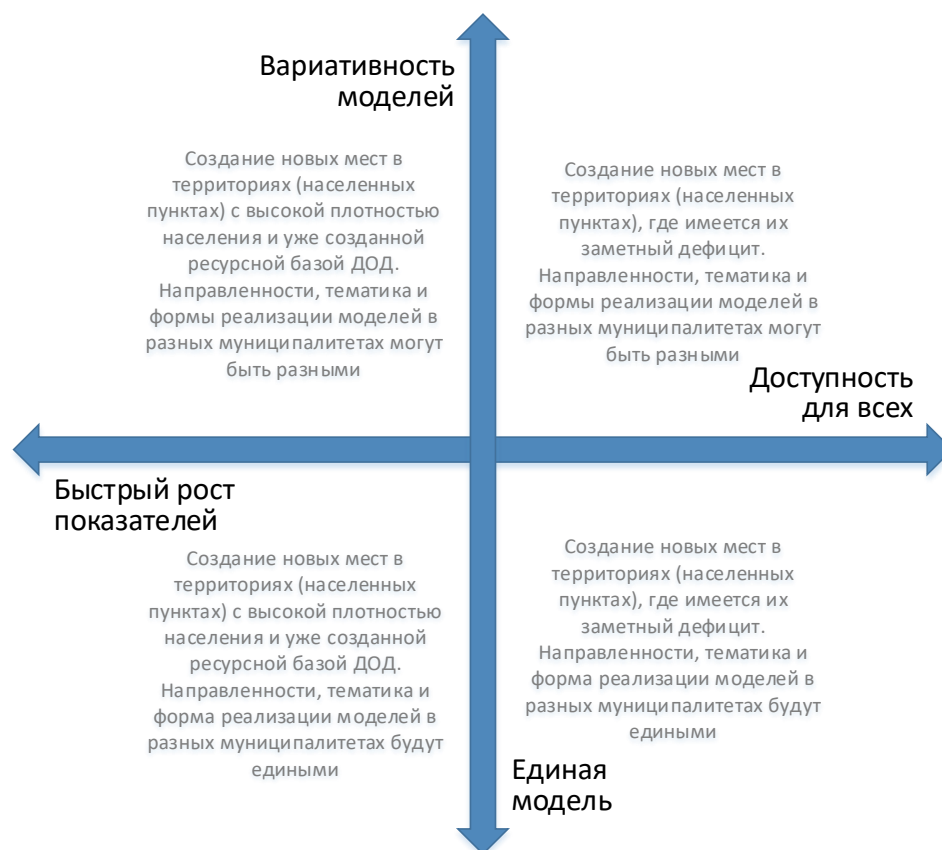 Вариативность
моделей
Создание новых мест в
территориях (населенных
пунктах) с высокой плотностью
населения и уже созданной
ресурсной базой ДОД.
Направленности, тематика и
формы реализации моделей в
разных муниципалитетах могут
быть разными
Создание новых мест в
территориях (населенных
пунктах), где имеется их
заметный дефицит.
Направленности, тематика и
формы реализации моделей в
разных муниципалитетах могут
быть разными
Доступность
для всех
Быстрый рост
показателей
Создание новых мест в
территориях (населенных
пунктах) с высокой плотностью
населения и уже созданной
ресурсной базой ДОД.
Направленности, тематика и
форма реализации моделей в
разных муниципалитетах будут
едиными
Создание новых мест в
территориях (населенных
пунктах), где имеется их
заметный дефицит.
Направленности, тематика и
форма реализации моделей в
разных муниципалитетах будут
едиными
Единая
модель